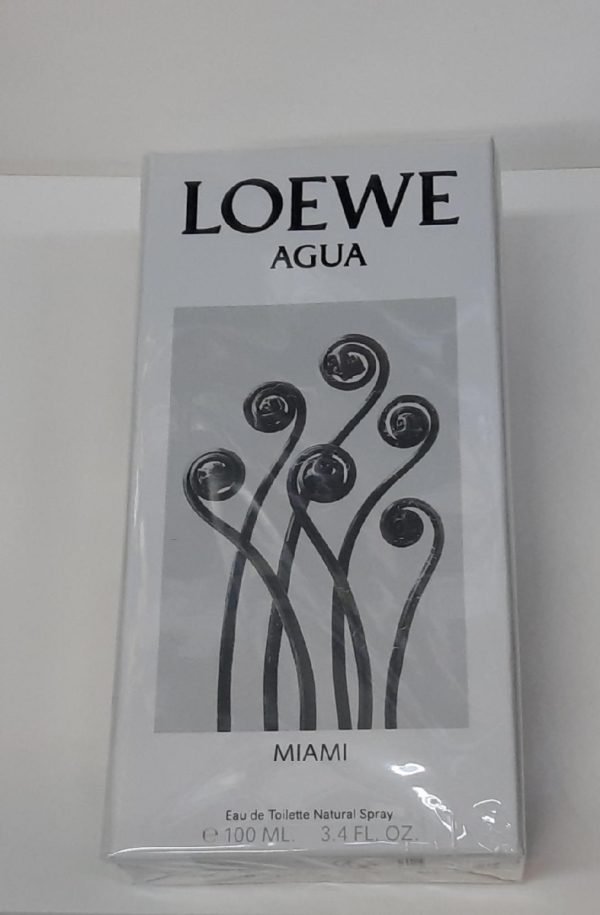 LOEWE
AGUA
MIAMI
Eau de Toilette Natural Spray
℮ 100 ML. 3.4 FL. OZ.